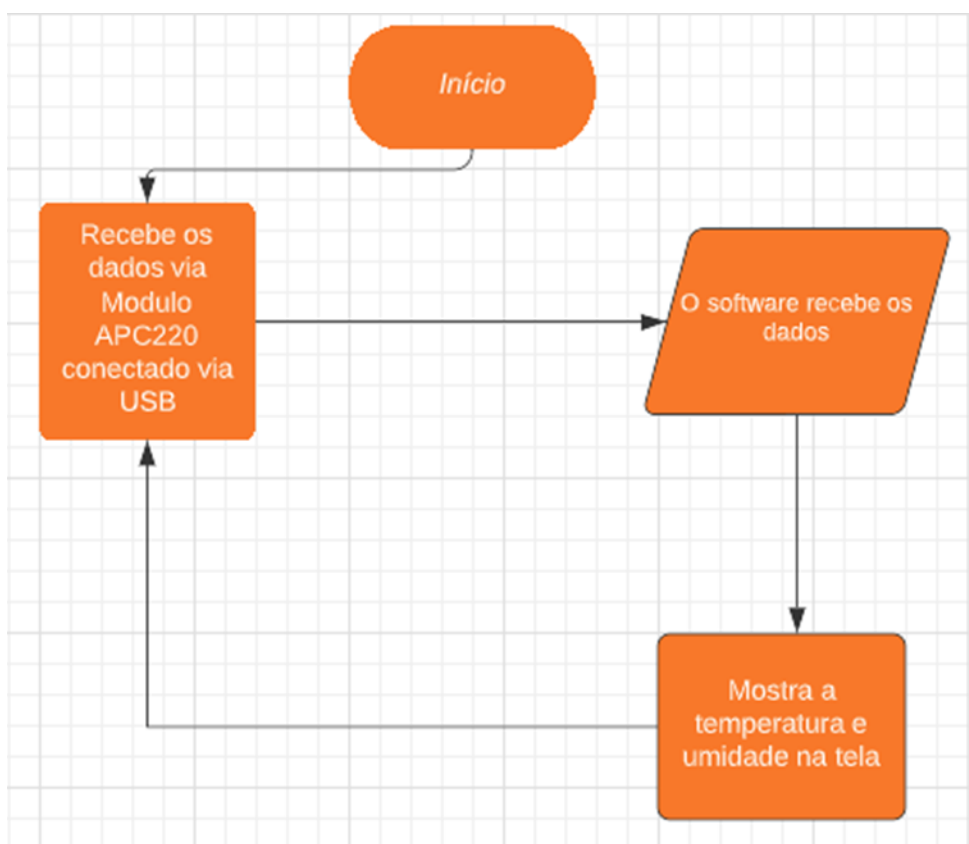 Início
Recebe os
dados via
Modulo
APC220
conectado via
USB
O software recebe os
dados
Mostra a
temperatura e
umidade na tela